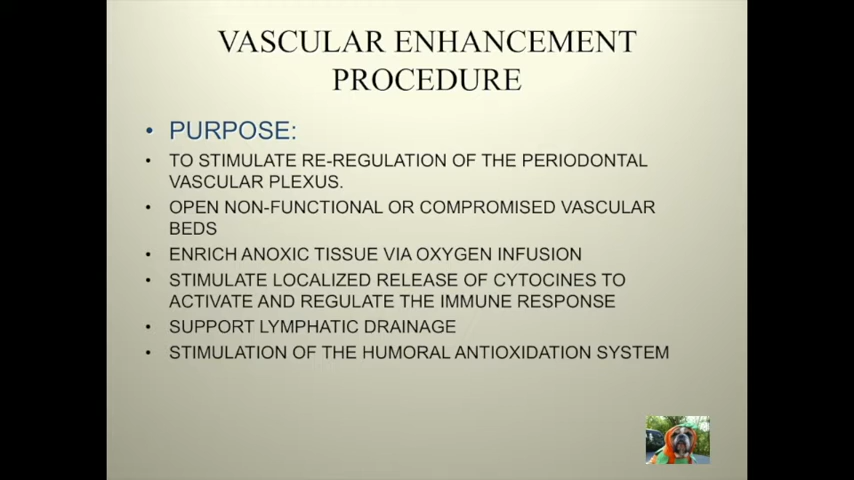 VASCULAR ENHANCEMENT
PROCEDURE
• PURPOSE:
• TO STIMULATE RE-REGULATION OF THE PERIODONTAL
VASCULAR PLEXUS.
• OPEN NON-FUNCTIONAL OR COMPROMISED VASCULAR
BEDS
• ENRICH ANOXIC TISSUE VIA OXYGEN INFUSION
• STIMULATE LOCALIZED RELEASE OF CYTOCINES TO
ACTIVATE AND REGULATE THE IMMUNE RESPONSE
• SUPPORT LYMPHATIC DRAINAGE
• STIMULATION OF THE HUMORAL ANTIOXIDATION SYSTEM